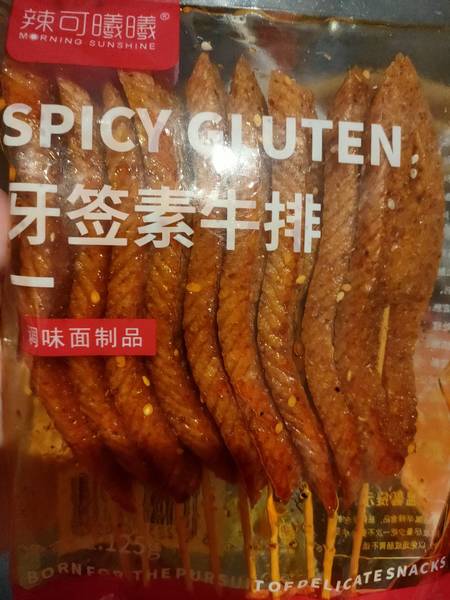 辣可曦曦®
MORNING SUNSHINE
SPICY GLUTEN
牙签素牛排
调味面制品
125g
BORN FOR THE PURSUIT OF DELICATE SNACKS